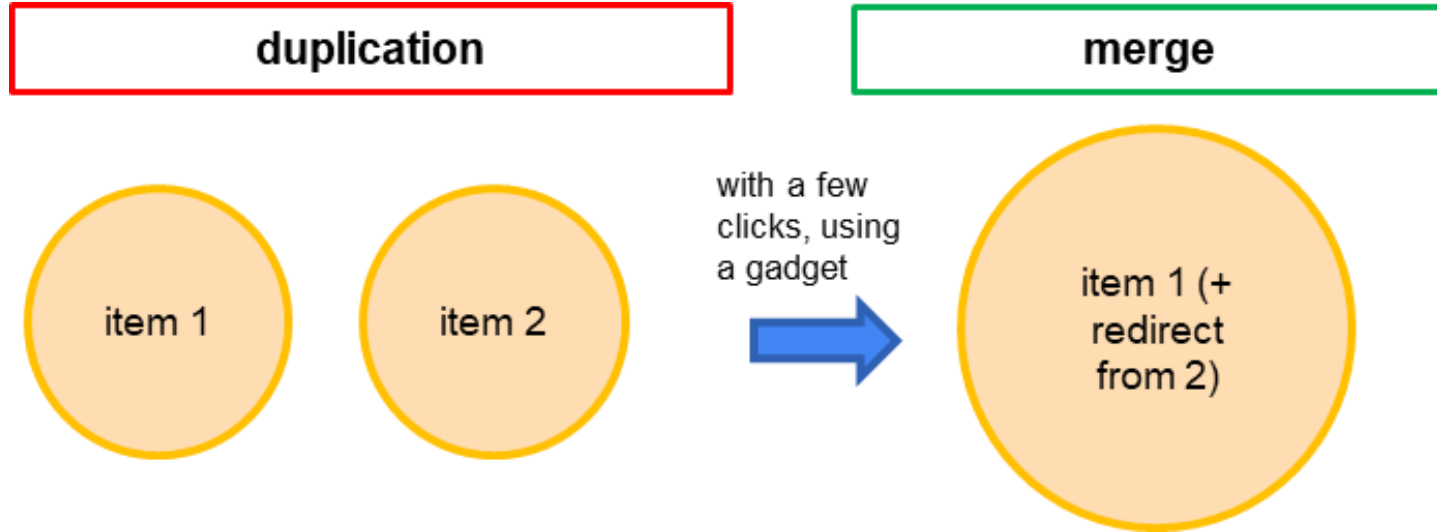 duplication
merge
item 1
item 2
with a few
clicks, using
a gadget
item 1 (+
redirect
from 2)